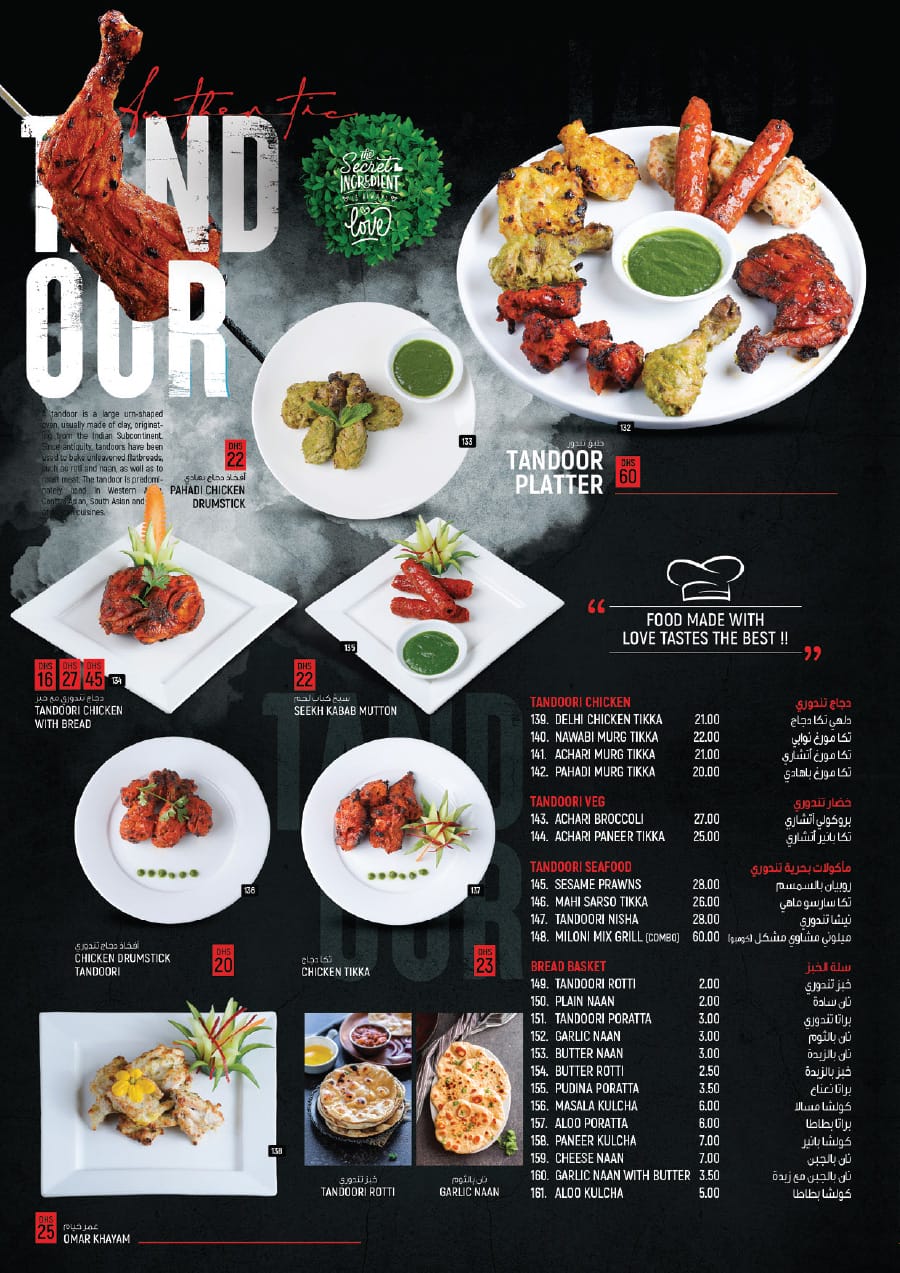 Authentic
TANDOOR
The Secret
INGREDIENT
IS ALWAYS
love
A tandoor is a large urn-shaped
oven, usually made of clay, originat-
ing from the Indian Subcontinent.
Since antiquity, tandoors have been
used to bake unleavened flatbreads,
such as roti and naan, as well as to
roast meat. The tandoor is predomi-
nately used in Western Asia,
Central Asian, South Asian and
cuisines.
133
DHS
22
أفخاذ دجاج بهادي
PAHADI CHICKEN
DRUMSTICK
132
طبق تندور
TANDOOR
PLATTER
DHS
60
134
DHS
16
DHS
27
DHS
45
دجاج تندوري مع خبز
TANDOORI CHICKEN
WITH BREAD
135
DHS
22
سيخ كباب لحم
SEEKH KABAB MUTTON
“ FOOD MADE WITH
LOVE TASTES THE BEST !! ”
136
أفخاذ دجاج تندوري
CHICKEN DRUMSTICK
TANDOORI
DHS
20
137
تكا دجاج
CHICKEN TIKKA
DHS
23
138
DHS
25
عمر خيام
OMAR KHAYAM
خبز تندوري
TANDOORI ROTTI
نان بالثوم
GARLIC NAAN
TANDOORI CHICKEN دجاج تندوري
139. DELHI CHICKEN TIKKA 21.00 دلهي تكا دجاج
140. NAWABI MURG TIKKA 22.00 تكا مورغ نوابي
141. ACHARI MURG TIKKA 21.00 تكا مورغ أتشاري
142. PAHADI MURG TIKKA 20.00 تكا مورغ باهادي
TANDOORI VEG خضار تندوري
143. ACHARI BROCCOLI 27.00 بروكولي أتشاري
144. ACHARI PANEER TIKKA 25.00 تكا بانير أتشاري
TANDOORI SEAFOOD مأكولات بحرية تندوري
145. SESAME PRAWNS 28.00 روبيان بالسمسم
146. MAHI SARSO TIKKA 26.00 تكا سارسو ماهي
147. TANDOORI NISHA 28.00 نيشا تندوري
148. MILONI MIX GRILL (COMBO) 60.00 ميلوني مشاوي مشكل (كومبو)
BREAD BASKET سلة الخبز
149. TANDOORI ROTTI 2.00 خبز تندوري
150. PLAIN NAAN 2.00 نان سادة
151. TANDOORI PORATTA 3.00 براتا تندوري
152. GARLIC NAAN 3.00 نان بالثوم
153. BUTTER NAAN 3.00 نان بالزبدة
154. BUTTER ROTTI 2.50 خبز بالزبدة
155. PUDINA PORATTA 3.50 براتا نعناع
156. MASALA KULCHA 6.00 كولشا مسالا
157. ALOO PORATTA 6.00 براتا بطاطا
158. PANEER KULCHA 7.00 كولشا بانير
159. CHEESE NAAN 7.00 نان بالجبن
160. GARLIC NAAN WITH BUTTER 3.50 نان بالجبن مع زبدة
161. ALOO KULCHA 5.00 كولشا بطاطا